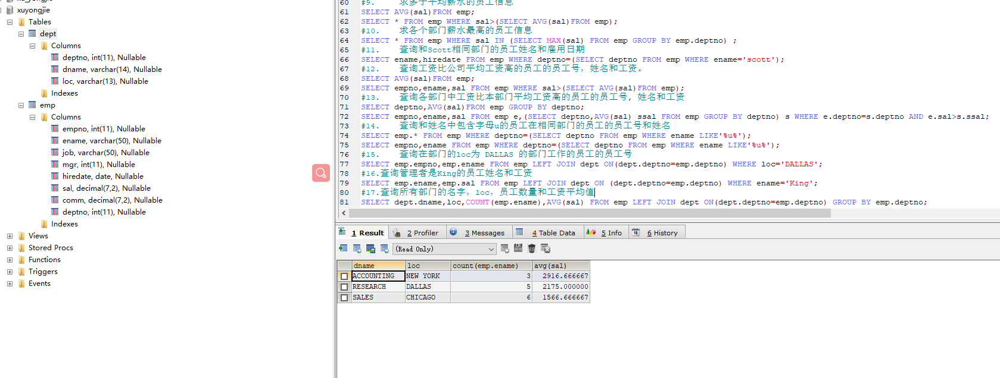 xuyongjie
Tables
dept
Columns
deptno, int(11), Nullable
dname, varchar(14), Nullable
loc, varchar(13), Nullable
Indexes
emp
Columns
empno, int(11), Nullable
ename, varchar(50), Nullable
job, varchar(50), Nullable
mgr, int(11), Nullable
hiredate, date, Nullable
sal, decimal(7,2), Nullable
comm, decimal(7,2), Nullable
deptno, int(11), Nullable
Indexes
Views
Stored Procs
Functions
Triggers
Events
60 #9. 求多于平均薪水的员工信息
61 SELECT AVG(sal)FROM emp;
62 SELECT * FROM emp WHERE sal>(SELECT AVG(sal)FROM emp);
63 #10. 求各个部门薪水最高的员工信息
64 SELECT * FROM emp WHERE sal IN (SELECT MAX(sal) FROM emp GROUP BY emp.deptno) ;
65 #11. 查询和Scott相同部门的员工姓名和雇用日期
66 SELECT ename,hiredate FROM emp WHERE deptno=(SELECT deptno FROM emp WHERE ename='scott');
67 #12. 查询工资比公司平均工资高的员工的员工号，姓名和工资。
68 SELECT AVG(sal)FROM emp;
69 SELECT empno,ename,sal FROM emp WHERE sal>(SELECT AVG(sal)FROM emp);
70 #13. 查询各部门中工资比本部门平均工资高的员工的员工号，姓名和工资
71 SELECT deptno,AVG(sal)FROM emp GROUP BY deptno;
72 SELECT empno,ename,sal FROM emp e,(SELECT deptno,AVG(sal) ssal FROM emp GROUP BY deptno) s WHERE e.deptno=s.deptno AND e.sal>s.ssal;
73 #14. 查询和姓名中包含字母u的员工在相同部门的员工的员工号和姓名
74 SELECT emp.* FROM emp WHERE deptno=(SELECT deptno FROM emp WHERE ename LIKE'%u%');
75 SELECT empno,ename FROM emp WHERE deptno=(SELECT deptno FROM emp WHERE ename LIKE'%u%');
76 #15. 查询在部门的loc为 DALLAS 的部门工作的员工的员工号
77 SELECT emp.empno,emp.ename FROM emp LEFT JOIN dept ON(dept.deptno=emp.deptno) WHERE loc='DALLAS';
78 #16.查询管理者是King的员工姓名和工资
79 SELECT emp.ename,emp.sal FROM emp LEFT JOIN dept ON (dept.deptno=emp.deptno) WHERE ename='King';
80 #17.查询所有部门的名字，loc，员工数量和工资平均值
81 SELECT dept.dname,loc,COUNT(emp.ename),AVG(sal) FROM emp LEFT JOIN dept ON(dept.deptno=emp.deptno) GROUP BY emp.deptno;
1 Result 2 Profiler 3 Messages 4 Table Data 5 Info 6 History
(Read Only)
dname loc count(emp.ename) avg(sal)
ACCOUNTING NEW YORK 3 2916.666667
RESEARCH DALLAS 5 2175.000000
SALES CHICAGO 6 1566.666667